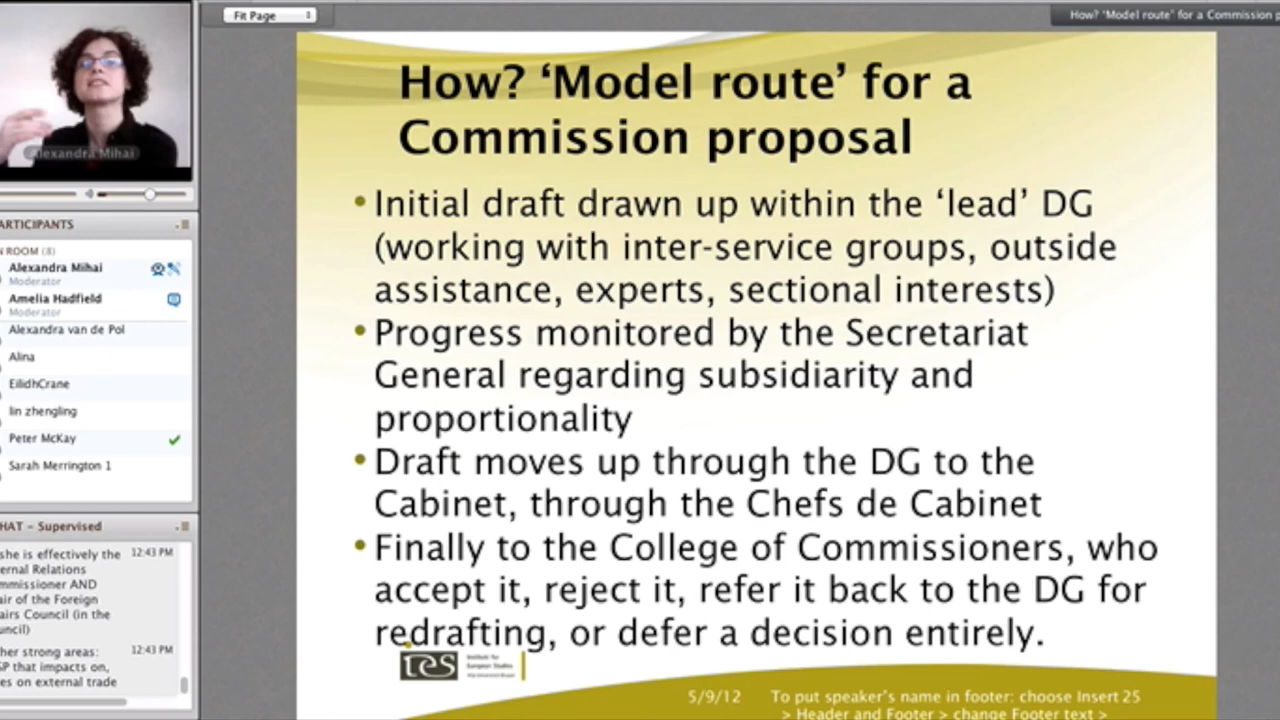 Fit Page
How? ‘Model route’ for a Commission p
Alexandra Mihai
ARTICIPANTS
N ROOM (8)
Alexandra Mihai
Moderator
Amelia Hadfield
Moderator
Alexandra van de Pol
Alina
EilidhCrane
lin zhengling
Peter McKay
Sarah Merrington 1
HAT - Supervised
she is effectively the 12:43 PM
ernal Relations
mmissioner AND
air of the Foreign
airs Council (in the
uncil)
her strong areas: 12:43 PM
SP that impacts on,
es on external trade
How? ‘Model route’ for a
Commission proposal
• Initial draft drawn up within the ‘lead’ DG
(working with inter-service groups, outside
assistance, experts, sectional interests)
• Progress monitored by the Secretariat
General regarding subsidiarity and
proportionality
• Draft moves up through the DG to the
Cabinet, through the Chefs de Cabinet
• Finally to the College of Commissioners, who
accept it, reject it, refer it back to the DG for
redrafting, or defer a decision entirely.
ies
Institute for
European Studies
5/9/12 To put speaker’s name in footer: choose Insert 25
> Header and Footer > change Footer text >